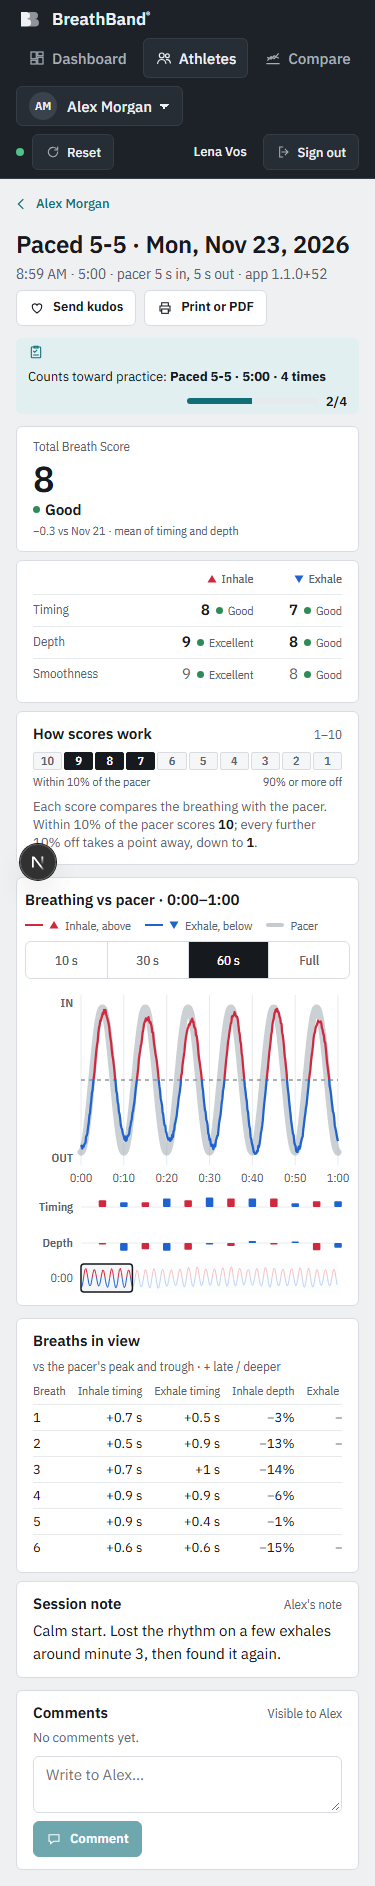 BreathBand®
Dashboard Athletes Compare
AM Alex Morgan
Reset Lena Vos Sign out
Alex Morgan
Paced 5-5 · Mon, Nov 23, 2026
8:59 AM · 5:00 · pacer 5 s in, 5 s out · app 1.1.0+52
Send kudos Print or PDF
Counts toward practice: Paced 5-5 · 5:00 · 4 times
2/4
Total Breath Score
8
Good
−0.3 vs Nov 21 · mean of timing and depth
Inhale Exhale
Timing 8 Good 7 Good
Depth 9 Excellent 8 Good
Smoothness 9 Excellent 8 Good
How scores work 1–10
10 9 8 7 6 5 4 3 2 1
Within 10% of the pacer 90% or more off
Each score compares the breathing with the pacer.
Within 10% of the pacer scores 10; every further
10% off takes a point away, down to 1.
N
Breathing vs pacer · 0:00–1:00
Inhale, above Exhale, below Pacer
10 s 30 s 60 s Full
IN
OUT
0:00 0:10 0:20 0:30 0:40 0:50 1:00
Timing
Depth
0:00
Breaths in view
vs the pacer's peak and trough · + late / deeper
Breath Inhale timing Exhale timing Inhale depth Exhale
1 +0.7 s +0.5 s −3% −
2 +0.5 s +0.9 s −13% −
3 +0.7 s +1 s −14%
4 +0.9 s +0.9 s −6%
5 +0.9 s +0.4 s −1%
6 +0.6 s +0.6 s −15% −
Session note Alex's note
Calm start. Lost the rhythm on a few exhales
around minute 3, then found it again.
Comments Visible to Alex
No comments yet.
Write to Alex...
Comment